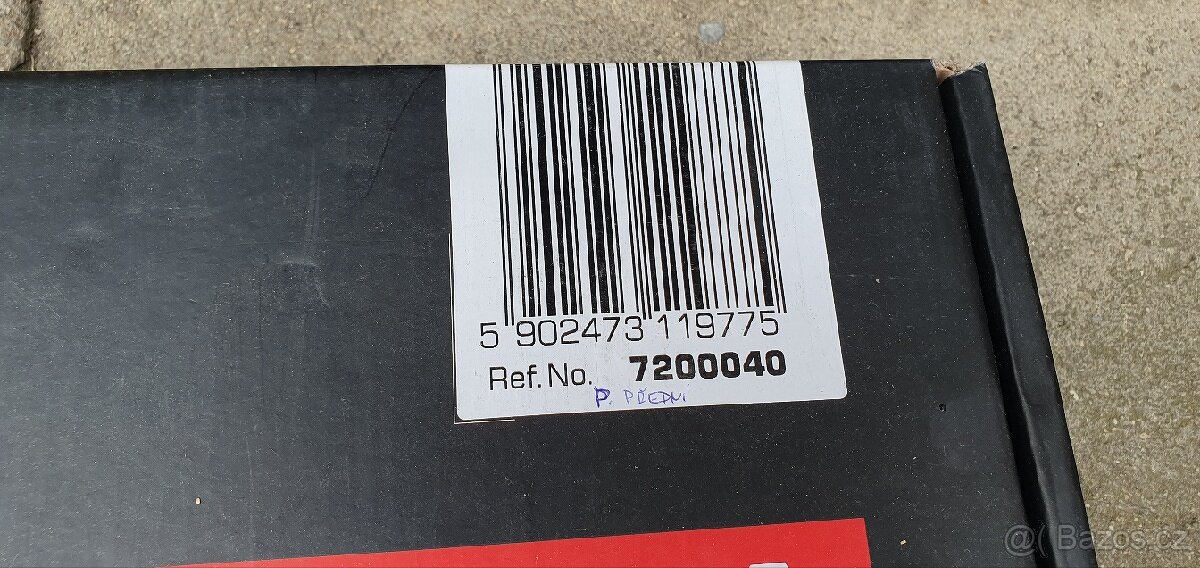 5 902473 119775
Ref. No. 7200040
P. PŘEDNÍ
@( Bazos.cz